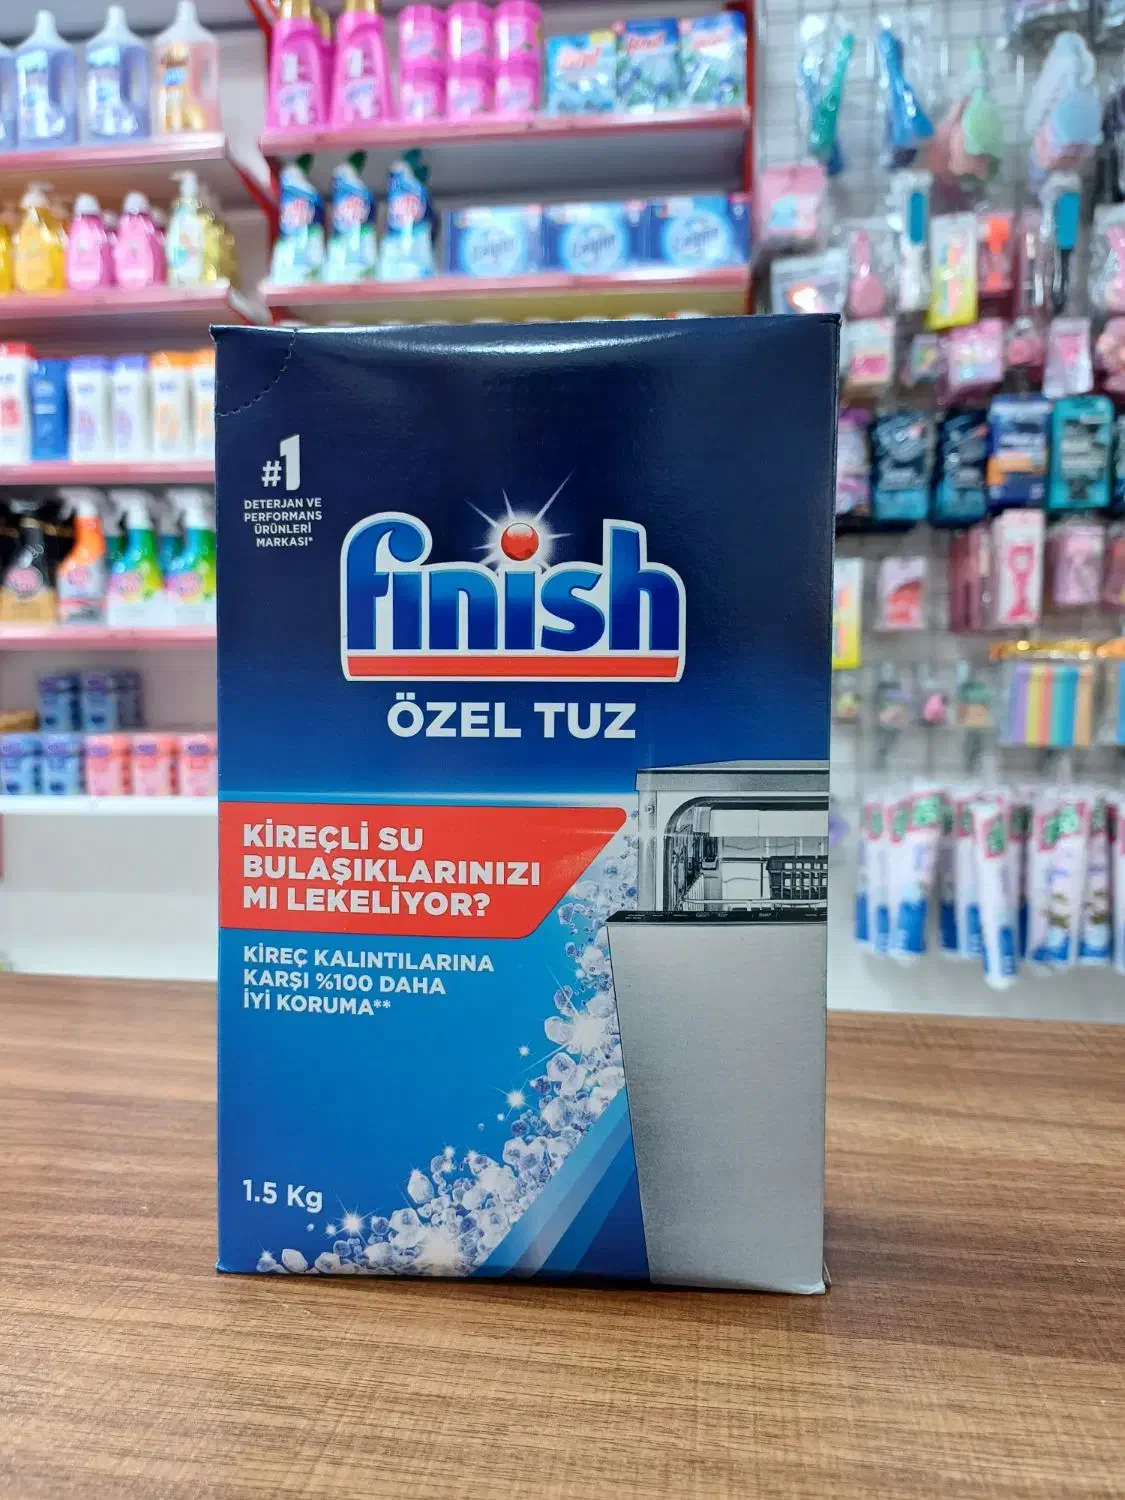 #1
DETERJAN VE
PERFORMANS
ÜRÜNLERİ
MARKASI*
finish
ÖZEL TUZ
KİREÇLİ SU
BULAŞIKLARINIZI
MI LEKELİYOR?
KİREÇ KALINTILARINA
KARŞI %100 DAHA
İYİ KORUMA**
1.5 Kg